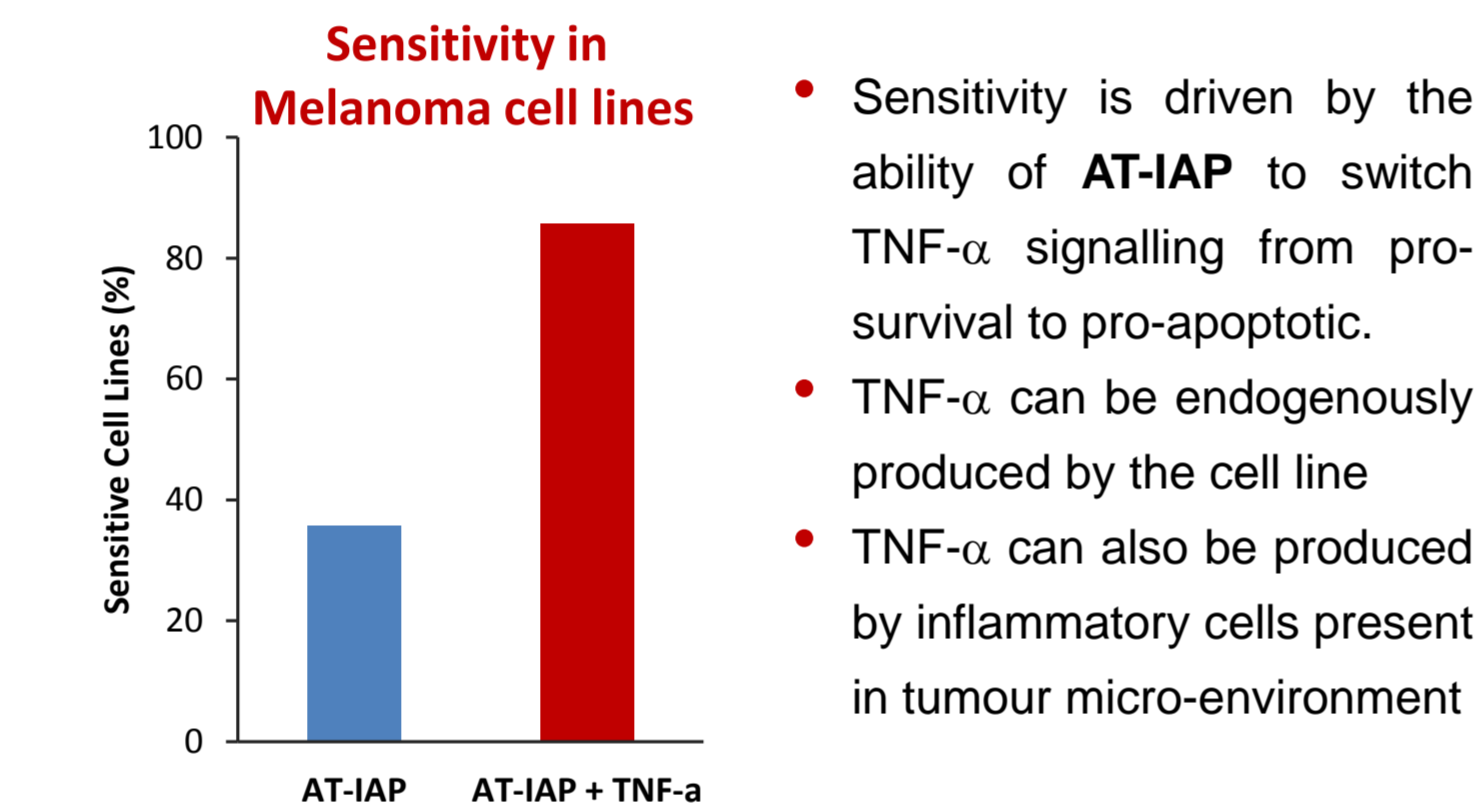 Sensitivity in
Melanoma cell lines
100
80
60
40
20
0
Sensitive Cell Lines (%)
AT-IAP
AT-IAP + TNF-a
• Sensitivity is driven by the
ability of AT-IAP to switch
TNF-α signalling from pro-
survival to pro-apoptotic.
• TNF-α can be endogenously
produced by the cell line
• TNF-α can also be produced
by inflammatory cells present
in tumour micro-environment